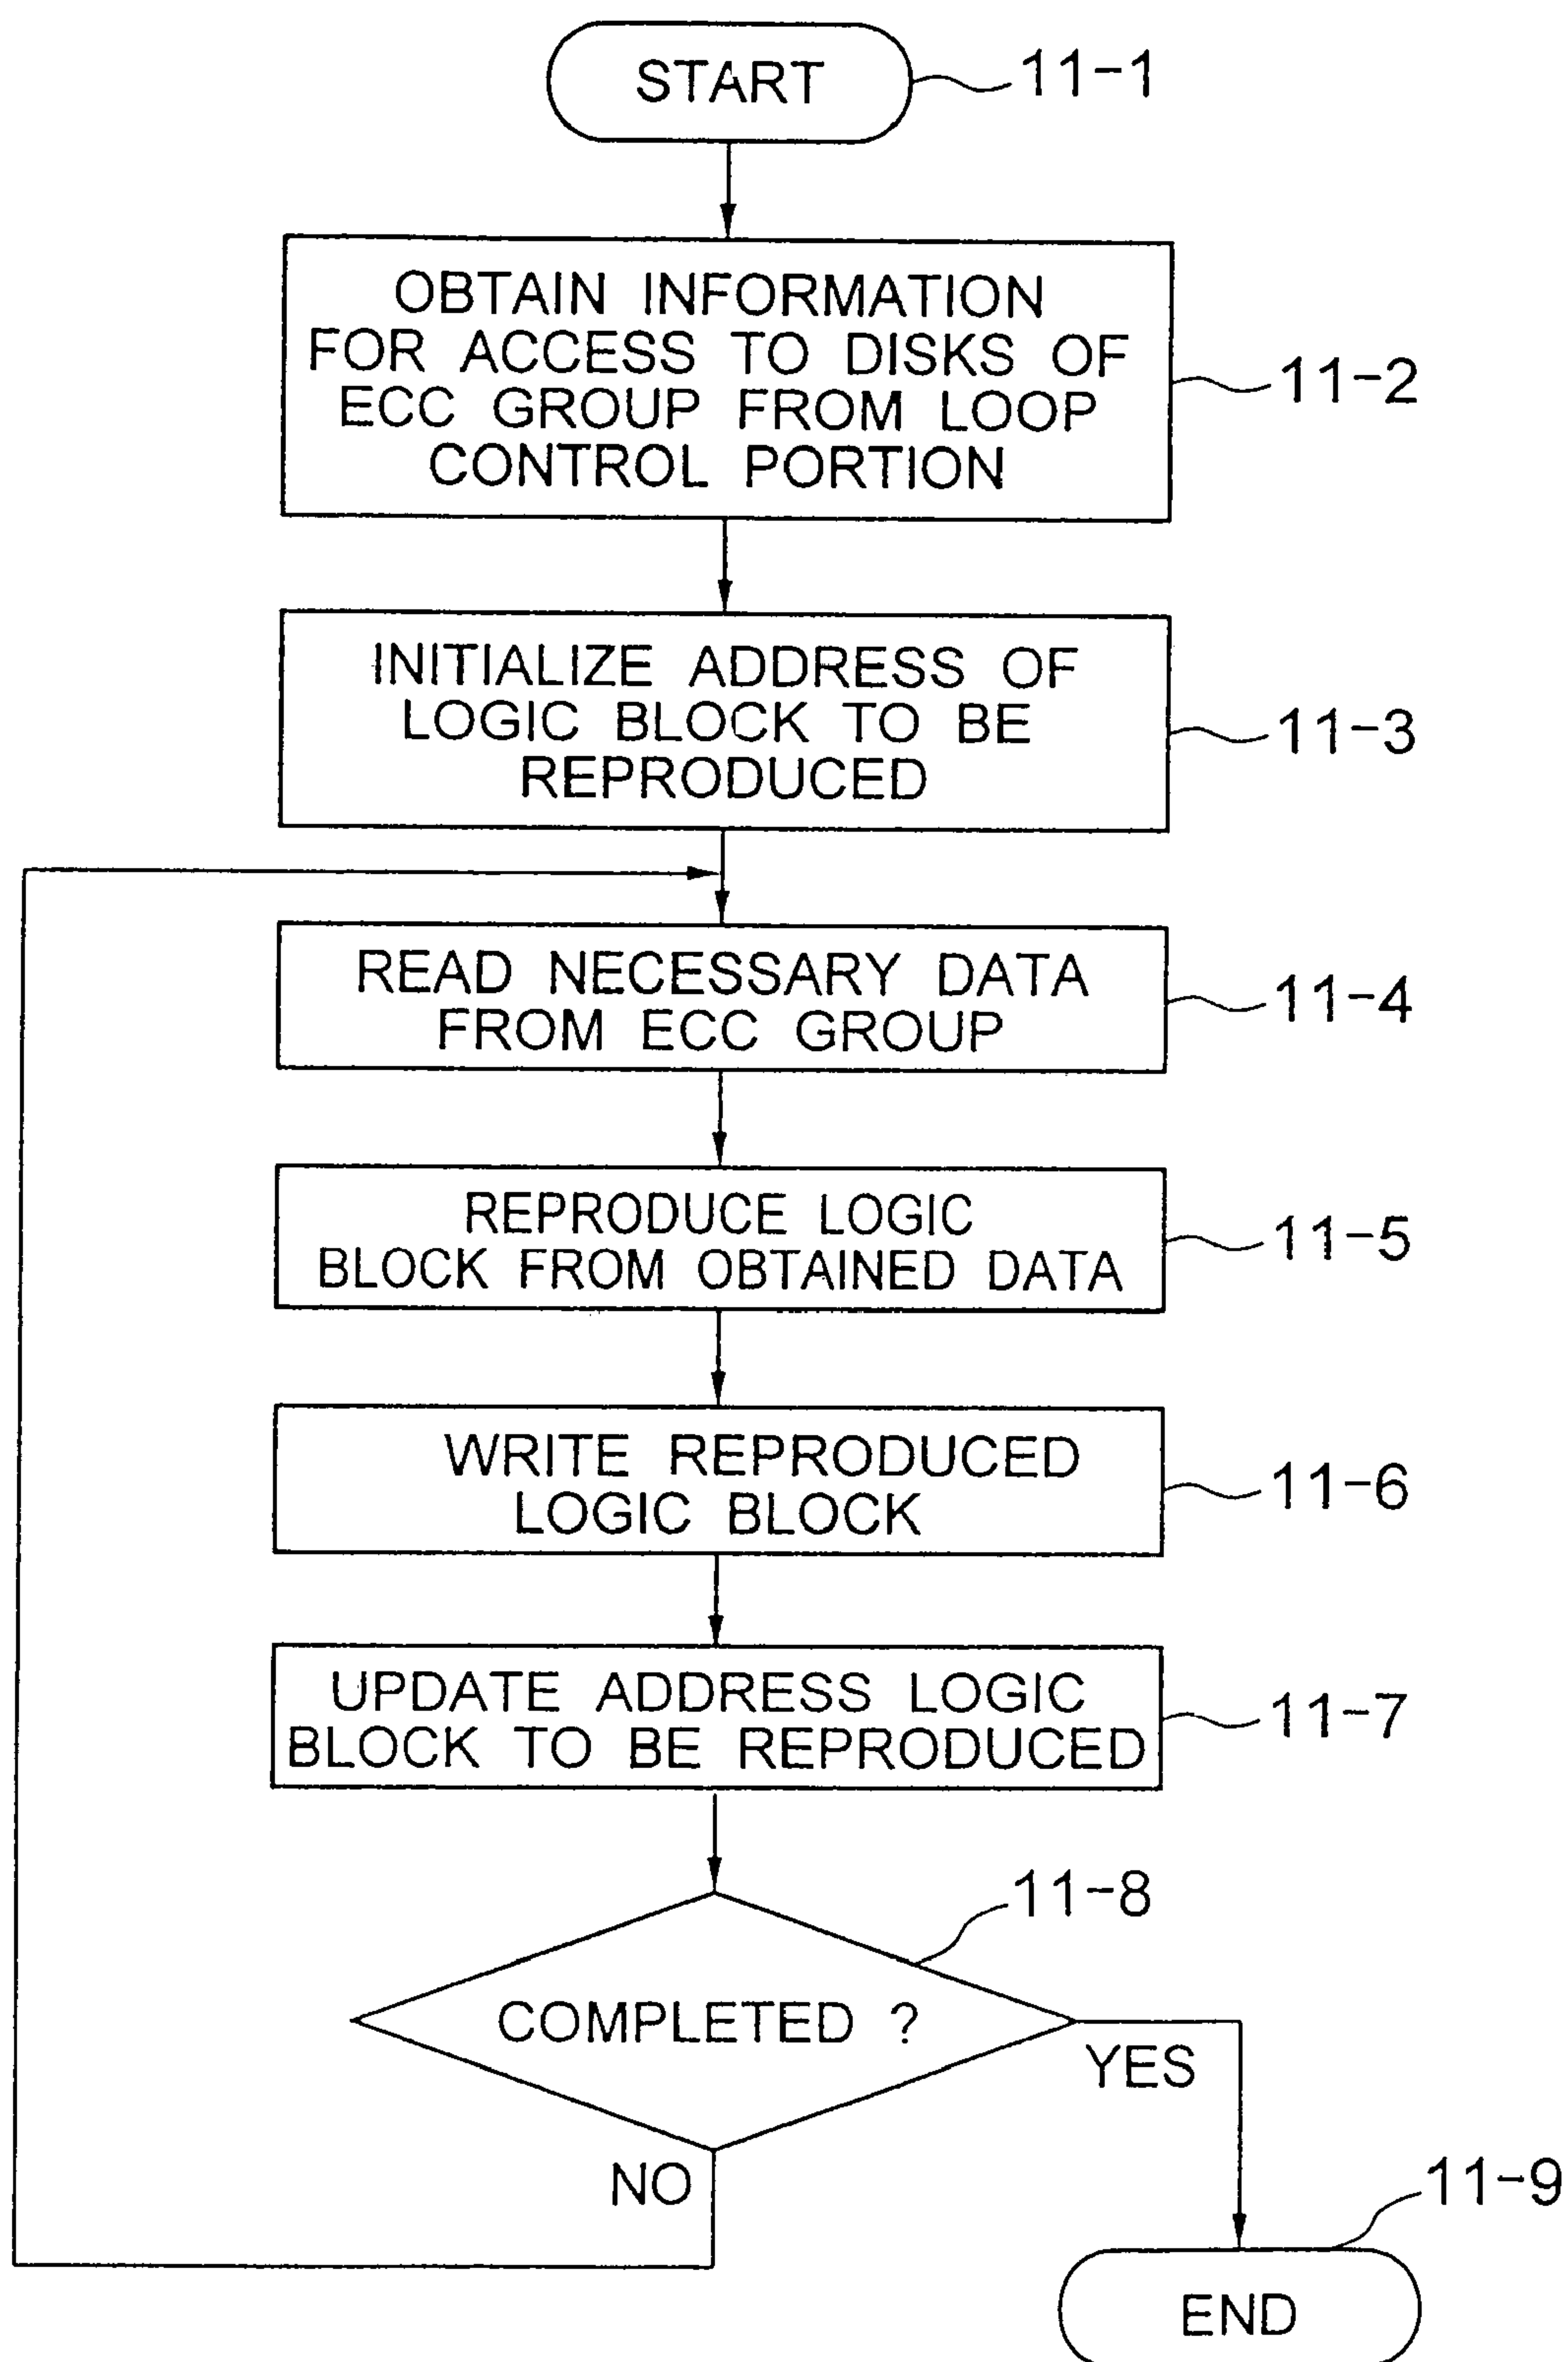 START
11-1
OBTAIN INFORMATION
FOR ACCESS TO DISKS OF
ECC GROUP FROM LOOP
CONTROL PORTION
11-2
INITIALIZE ADDRESS OF
LOGIC BLOCK TO BE
REPRODUCED
11-3
READ NECESSARY DATA
FROM ECC GROUP
11-4
REPRODUCE LOGIC
BLOCK FROM OBTAINED DATA
11-5
WRITE REPRODUCED
LOGIC BLOCK
11-6
UPDATE ADDRESS LOGIC
BLOCK TO BE REPRODUCED
11-7
11-8
COMPLETED ?
YES
NO
11-9
END